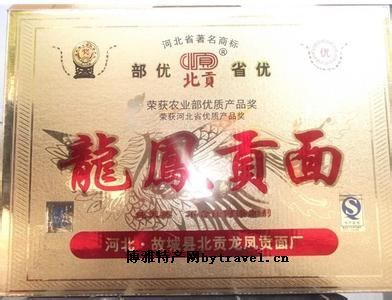 河北省著名商标
部优 北贡® 省优
荣获农业部优质产品奖
荣获河北省优质产品奖
龍鳳贡面
河北·故城县北贡龙凤贡面厂
博雅特产网bytravel.cn